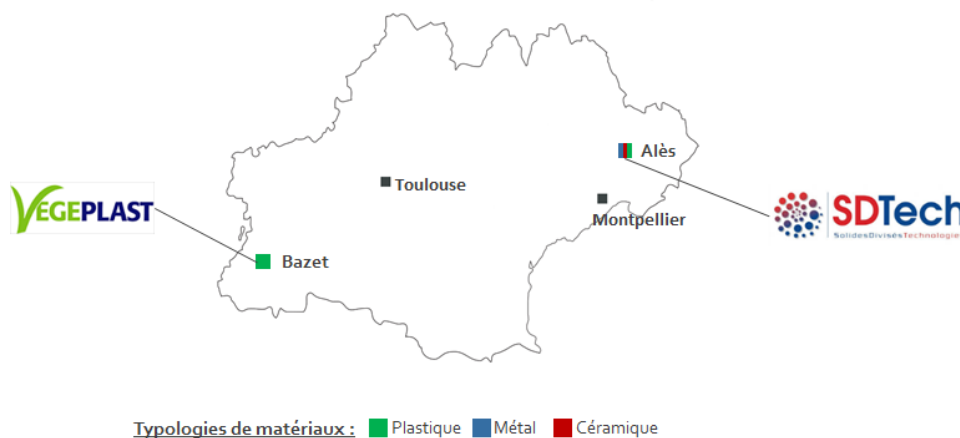 Alès
Toulouse
VEGEPLAST
SDTech
SolidesDivisésTechnologie
Montpellier
Bazet
Typologies de matériaux : Plastique Métal Céramique